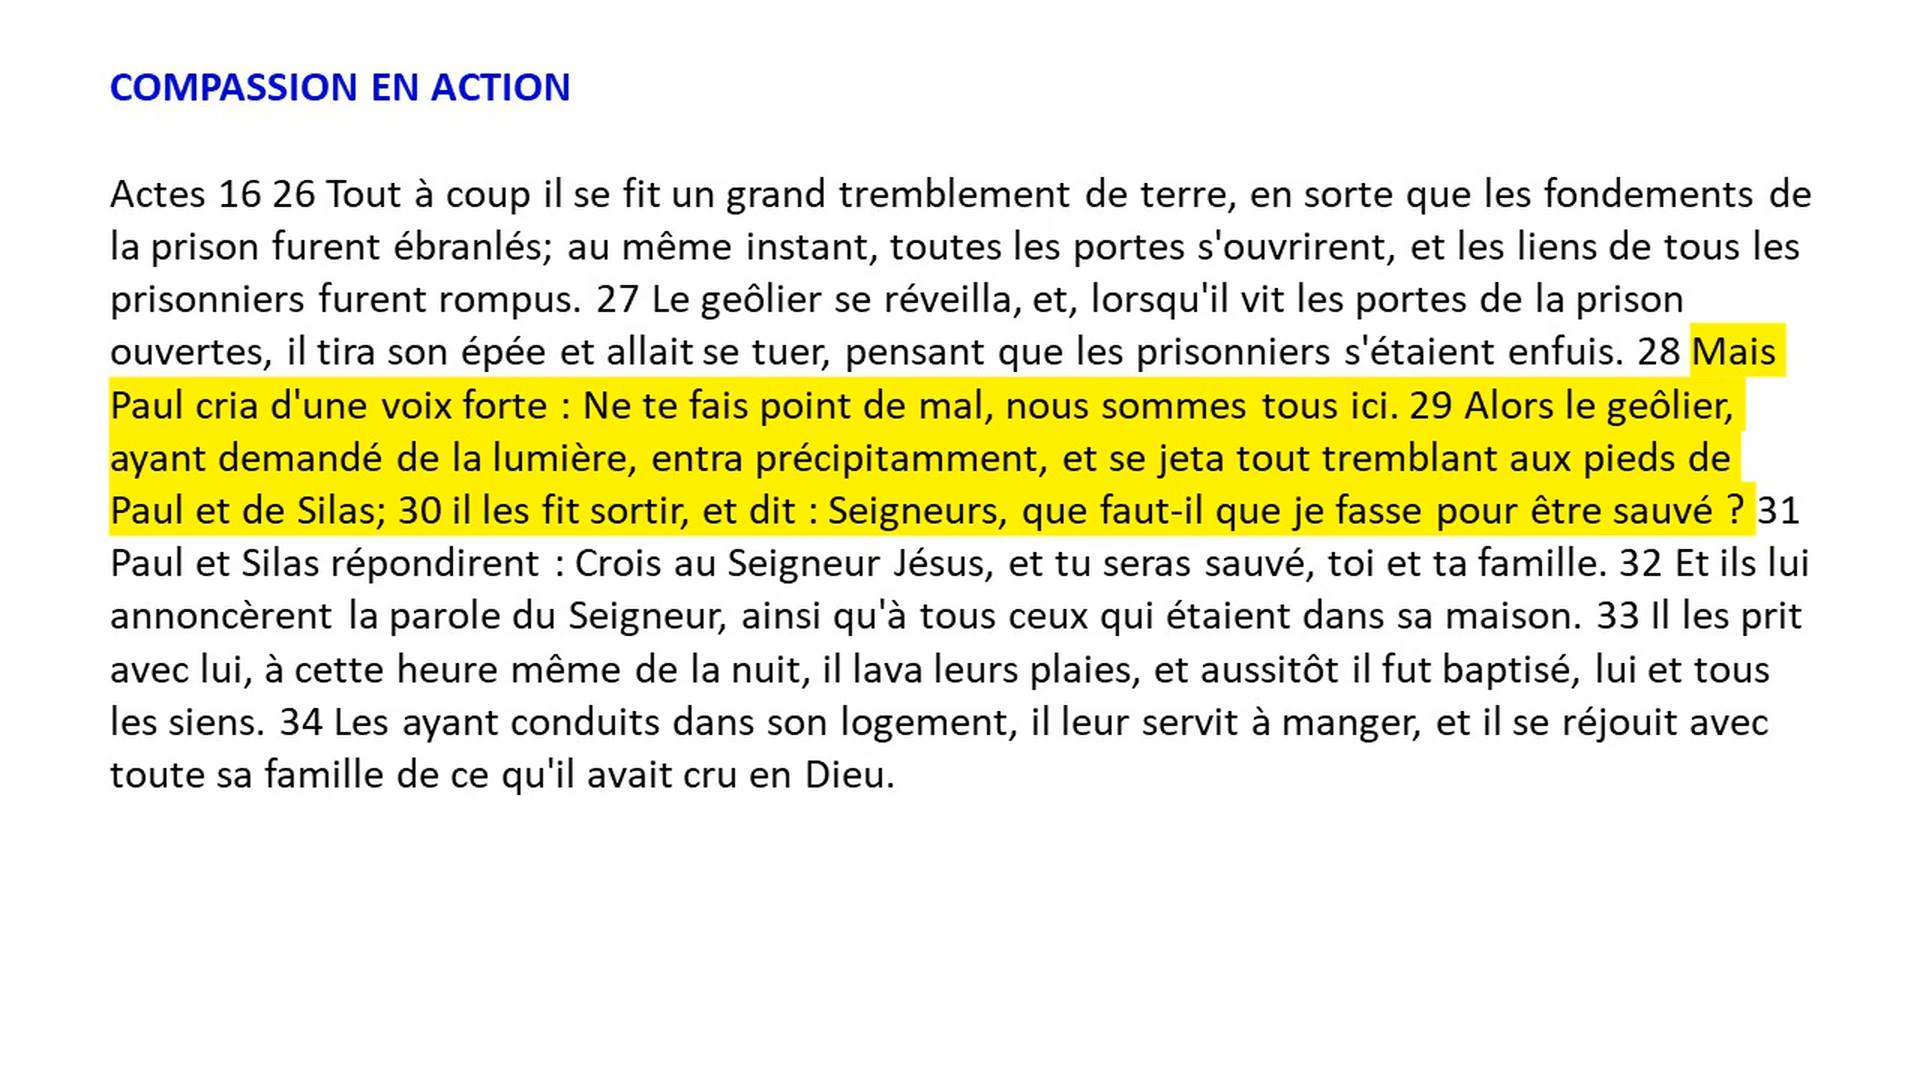 COMPASSION EN ACTION
Actes 16 26 Tout à coup il se fit un grand tremblement de terre, en sorte que les fondements de
la prison furent ébranlés; au même instant, toutes les portes s'ouvrirent, et les liens de tous les
prisonniers furent rompus. 27 Le geôlier se réveilla, et, lorsqu'il vit les portes de la prison
ouvertes, il tira son épée et allait se tuer, pensant que les prisonniers s'étaient enfuis. 28 Mais
Paul cria d'une voix forte : Ne te fais point de mal, nous sommes tous ici. 29 Alors le geôlier,
ayant demandé de la lumière, entra précipitamment, et se jeta tout tremblant aux pieds de
Paul et de Silas; 30 il les fit sortir, et dit : Seigneurs, que faut-il que je fasse pour être sauvé ? 31
Paul et Silas répondirent : Crois au Seigneur Jésus, et tu seras sauvé, toi et ta famille. 32 Et ils lui
annoncèrent la parole du Seigneur, ainsi qu'à tous ceux qui étaient dans sa maison. 33 Il les prit
avec lui, à cette heure même de la nuit, il lava leurs plaies, et aussitôt il fut baptisé, lui et tous
les siens. 34 Les ayant conduits dans son logement, il leur servit à manger, et il se réjouit avec
toute sa famille de ce qu'il avait cru en Dieu.